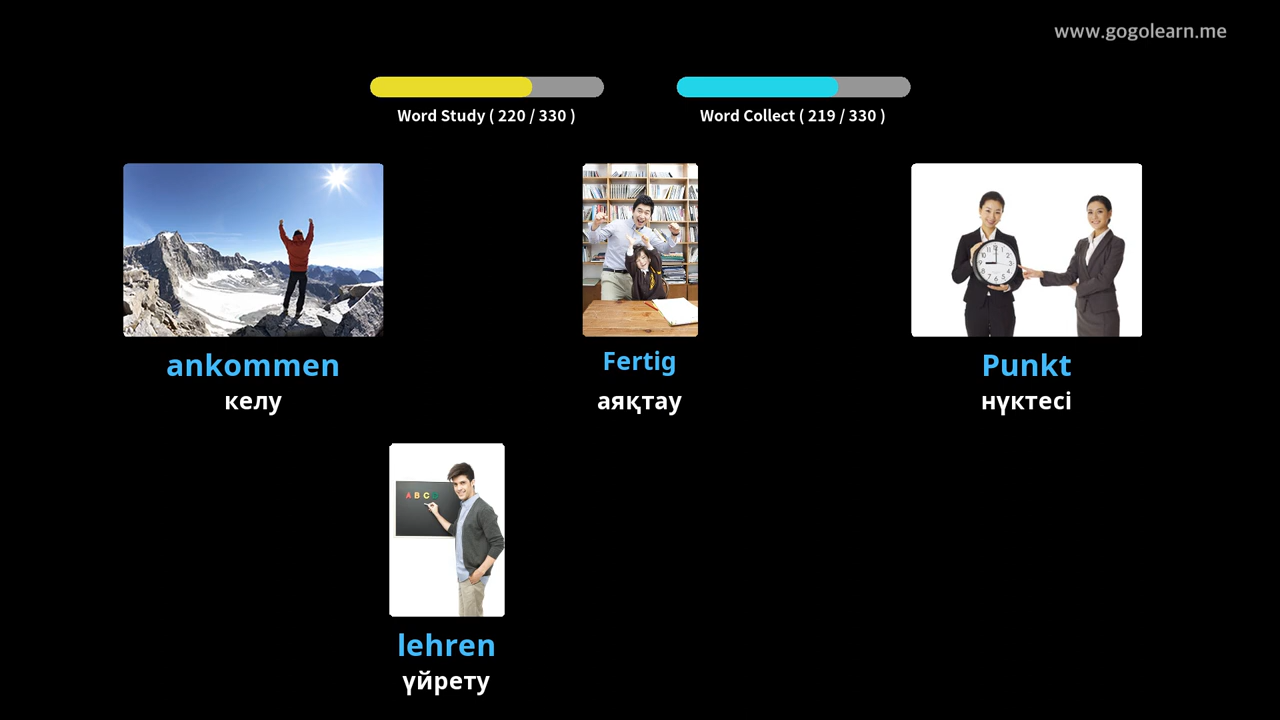 www.gogolearn.me
Word Study ( 220 / 330 )
Word Collect ( 219 / 330 )
ankommen
келу
Fertig
аяқтау
Punkt
нүктесі
A B C
lehren
үйрету